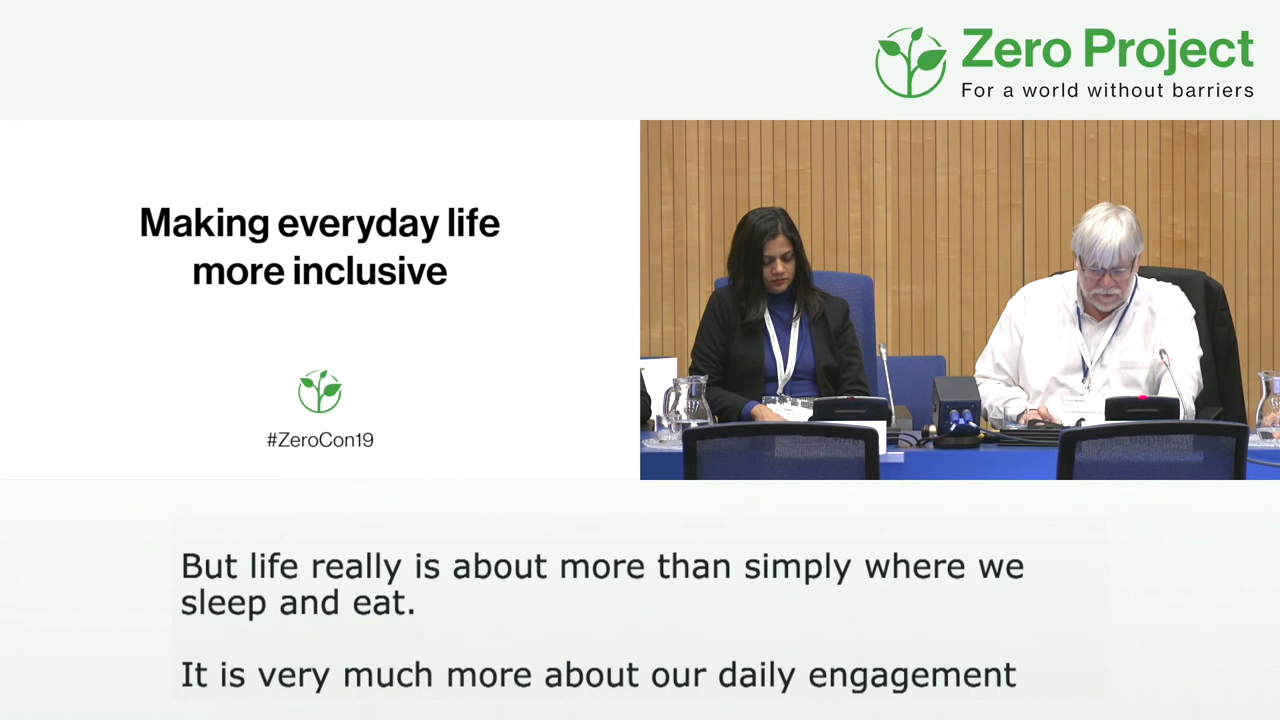 Zero Project
For a world without barriers
Making everyday life
more inclusive
#ZeroCon19
But life really is about more than simply where we
sleep and eat.
It is very much more about our daily engagement